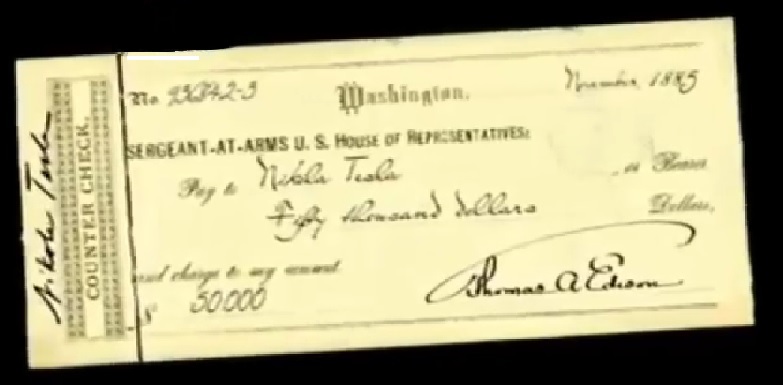 Nikola Tesla
COUNTER CHECK.
No. 93642-3 Washington, November, 1885
SERGEANT-AT-ARMS U. S. HOUSE OF REPRESENTATIVES:
Pay to Nikola Tesla , or Bearer
Fifty thousand dollars Dollars,
and charge to my account
$ 50.000 Thomas A Edison